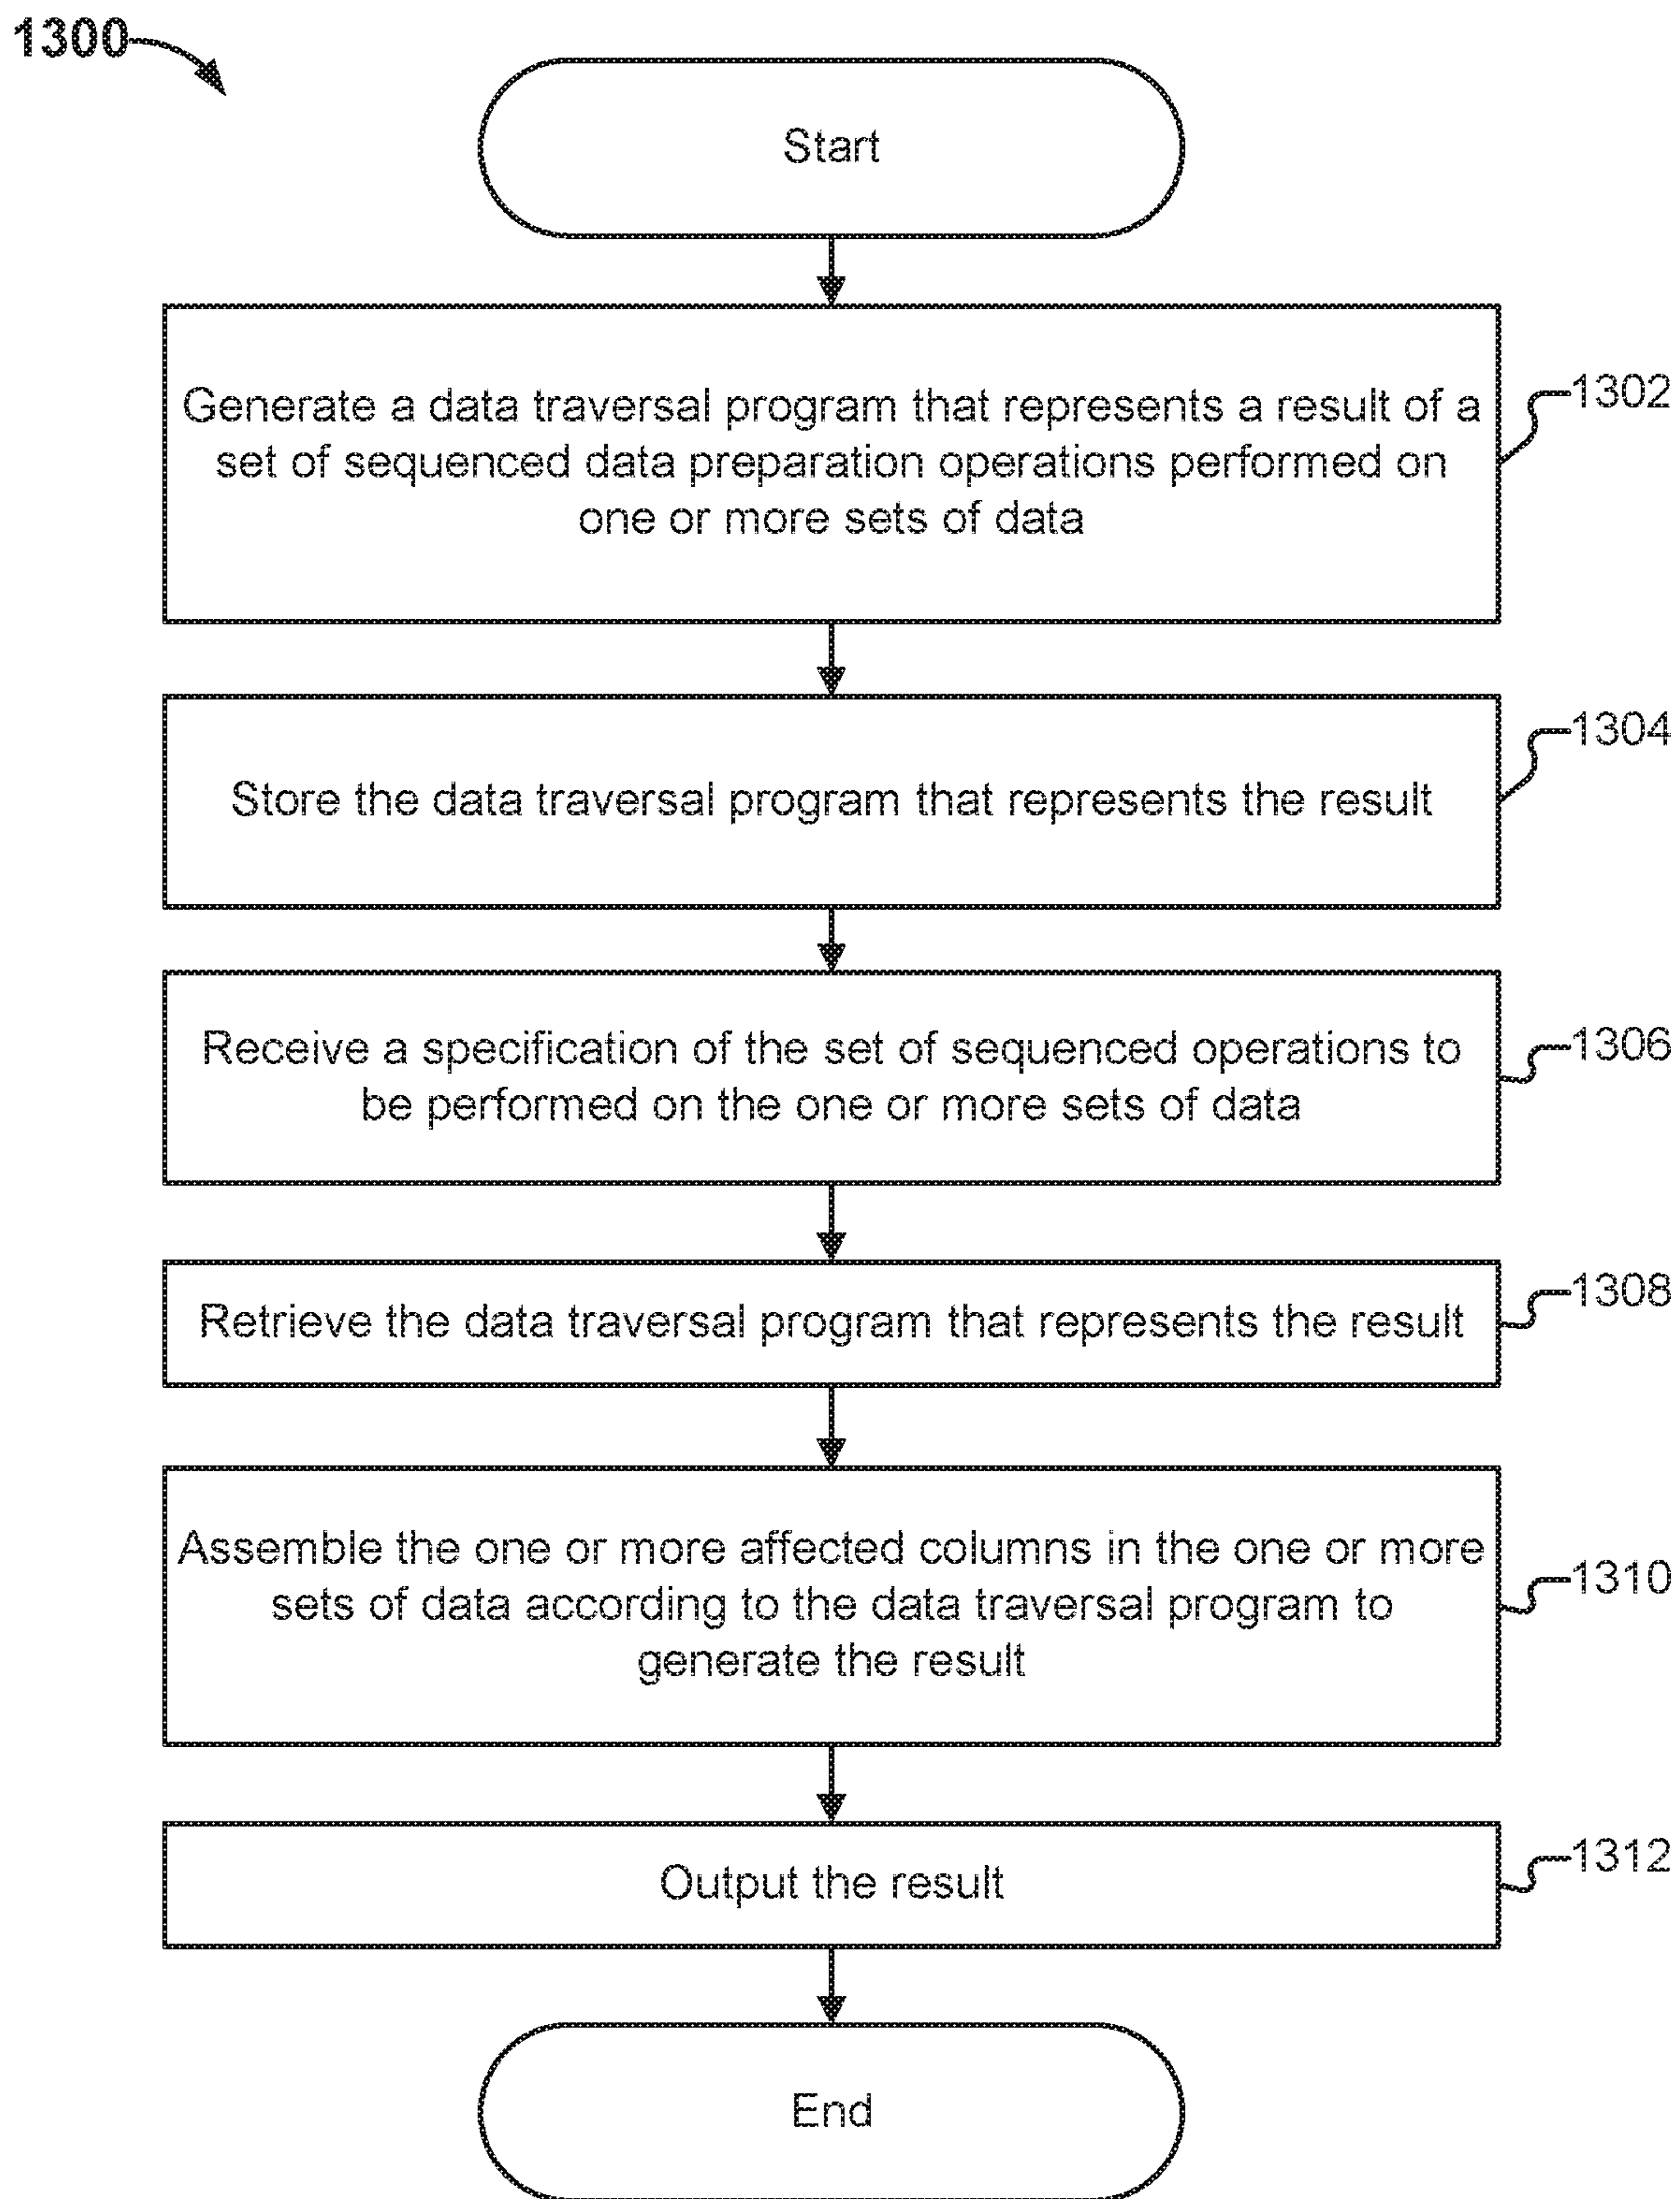 1300
Start
Generate a data traversal program that represents a result of a
set of sequenced data preparation operations performed on
one or more sets of data
1302
Store the data traversal program that represents the result
1304
Receive a specification of the set of sequenced operations to
be performed on the one or more sets of data
1306
Retrieve the data traversal program that represents the result
1308
Assemble the one or more affected columns in the one or more
sets of data according to the data traversal program to
generate the result
1310
Output the result
1312
End